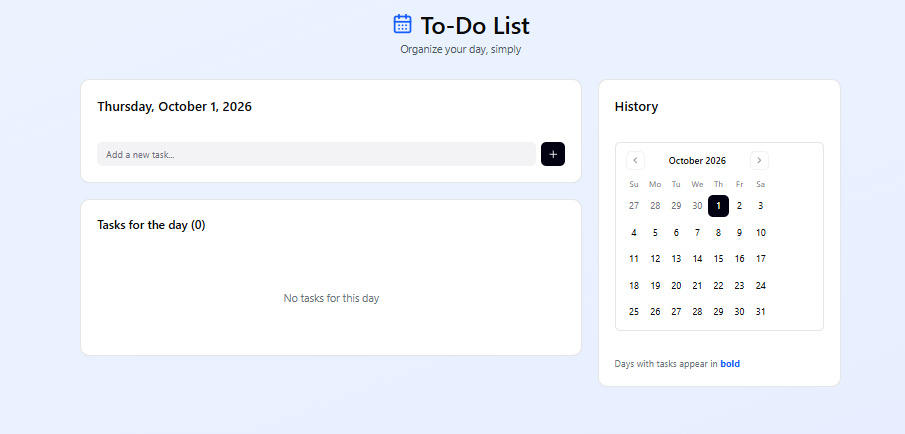 To-Do List
Organize your day, simply
Thursday, October 1, 2026
Add a new task...
Tasks for the day (0)
No tasks for this day
History
October 2026
Su Mo Tu We Th Fr Sa
27 28 29 30 1 2 3
4 5 6 7 8 9 10
11 12 13 14 15 16 17
18 19 20 21 22 23 24
25 26 27 28 29 30 31
Days with tasks appear in bold